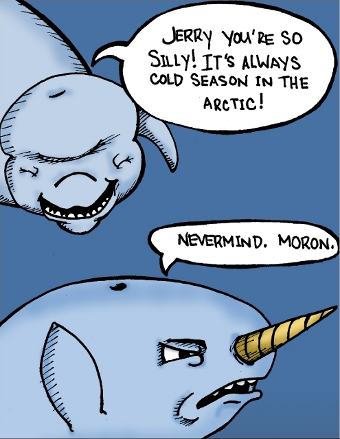 JERRY YOU'RE SO
SILLY! IT'S ALWAYS
COLD SEASON IN THE
ARCTIC!
NEVERMIND. MORON.